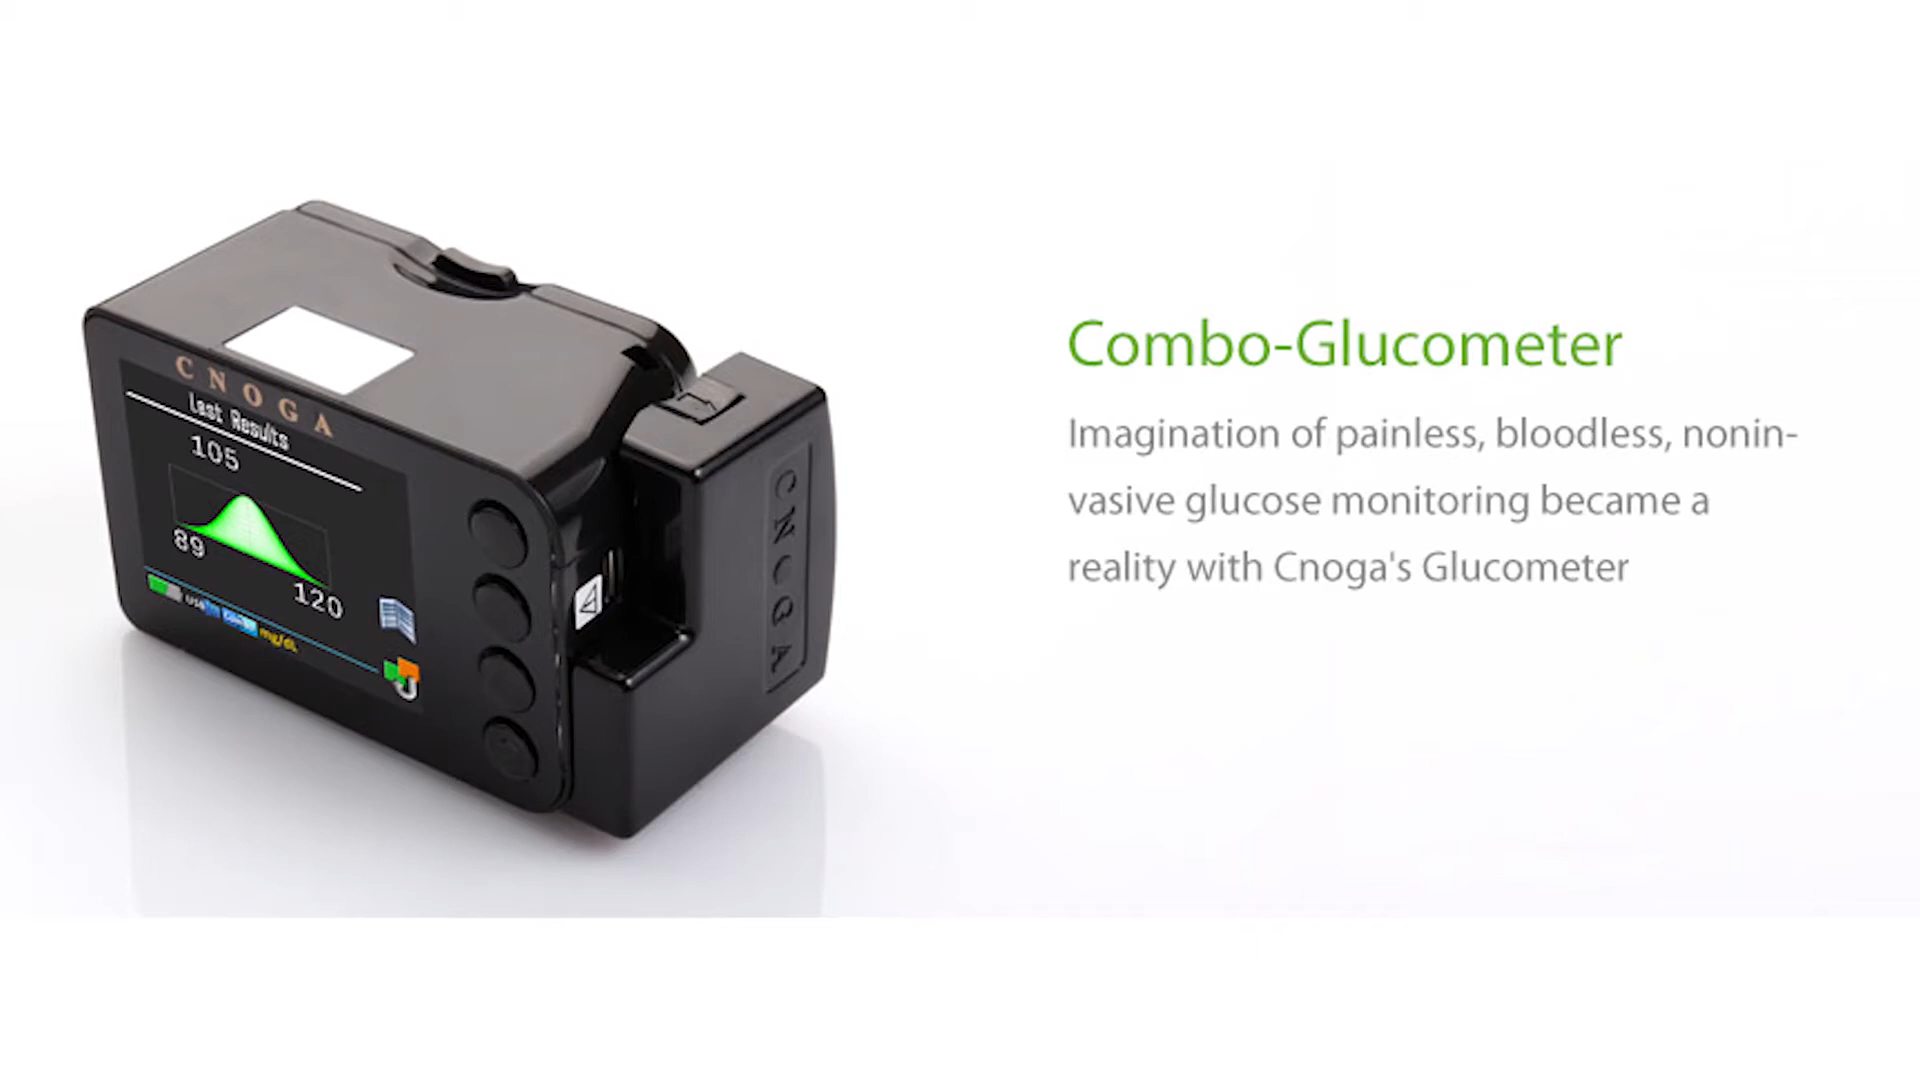 CNOGA
Last Results
105
89
120
mg/dL
CNOGA
Combo-Glucometer
Imagination of painless, bloodless, nonin-
vasive glucose monitoring became a
reality with Cnoga's Glucometer